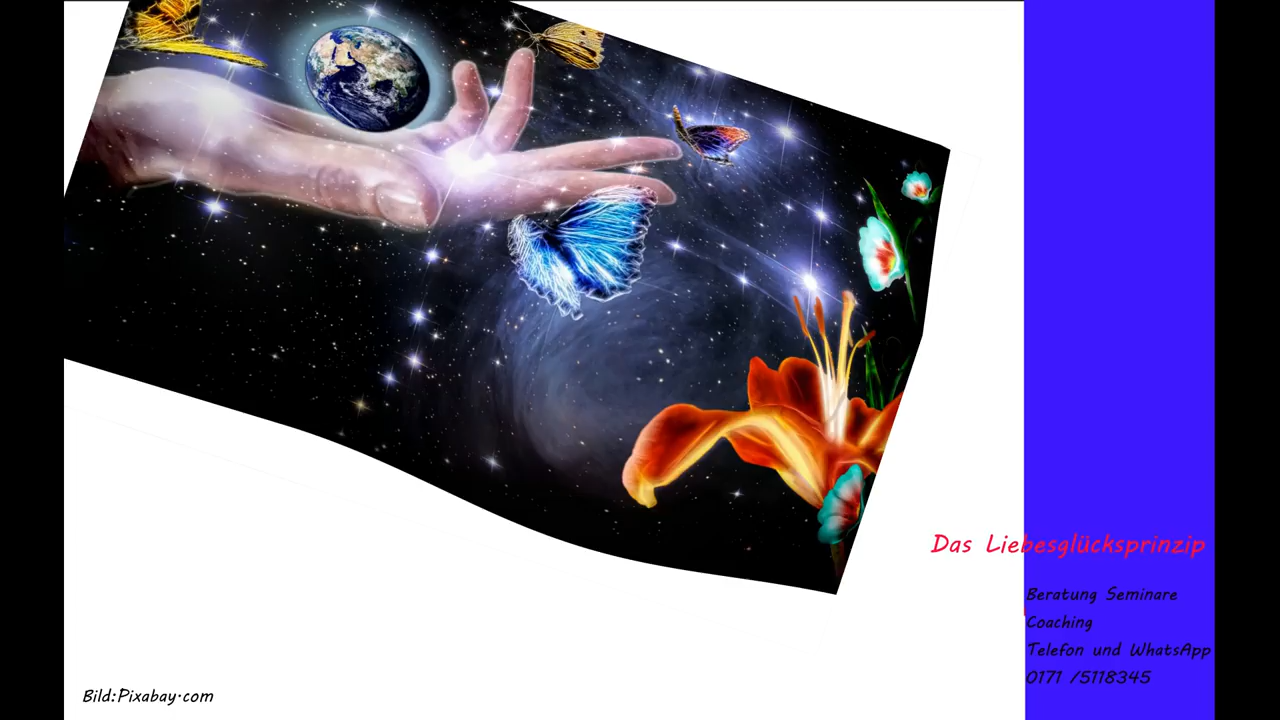 Das Liebesglücksprinzip
Beratung Seminare
Coaching
Telefon und WhatsApp
0171 /5118345
Bild:Pixabay.com